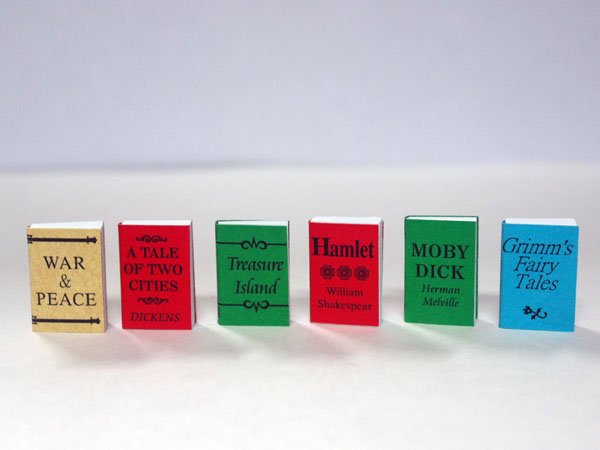 WAR
&
PEACE
A TALE
OF TWO
CITIES
DICKENS
Treasure
Island
Hamlet
William
Shakespear
MOBY
DICK
Herman
Melville
Grimm's
Fairy
Tales